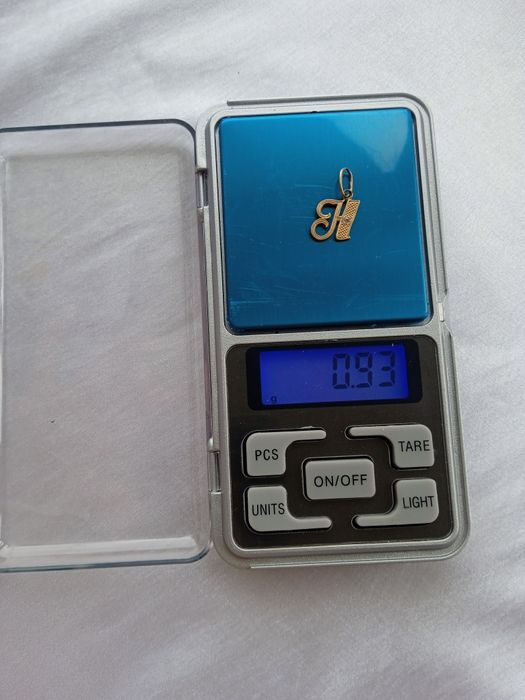 H
0.93
g
PCS
TARE
ON/OFF
UNITS
LIGHT